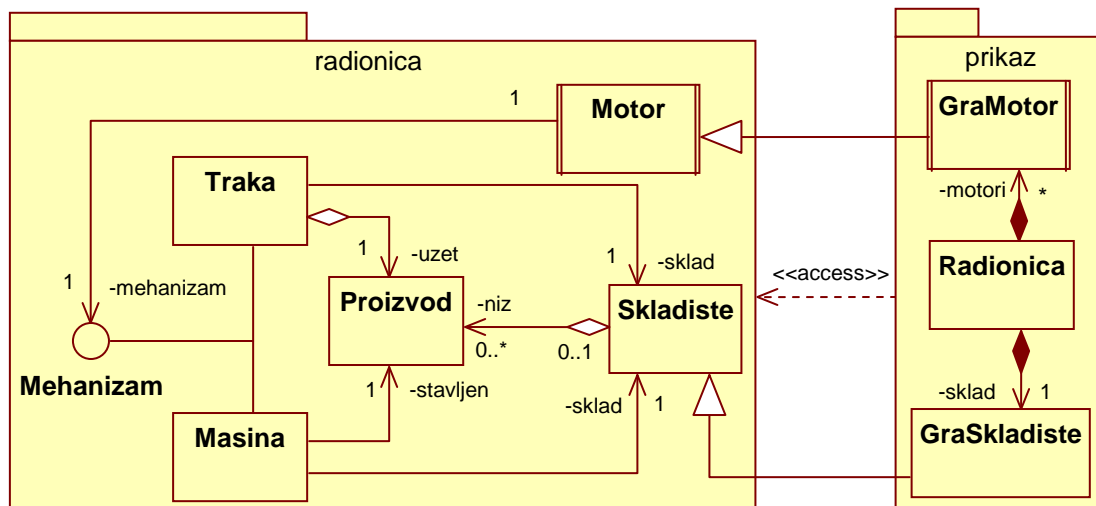 radionica
prikaz
1
Motor
GraMotor
Traka
-motori
*
1
-uzet
1
-sklad
<<access>>
Radionica
1
-mehanizam
Proizvod
-niz
Skladiste
0..*
0..1
Mehanizam
1
-stavljen
-sklad
1
-sklad
1
Masina
GraSkladiste